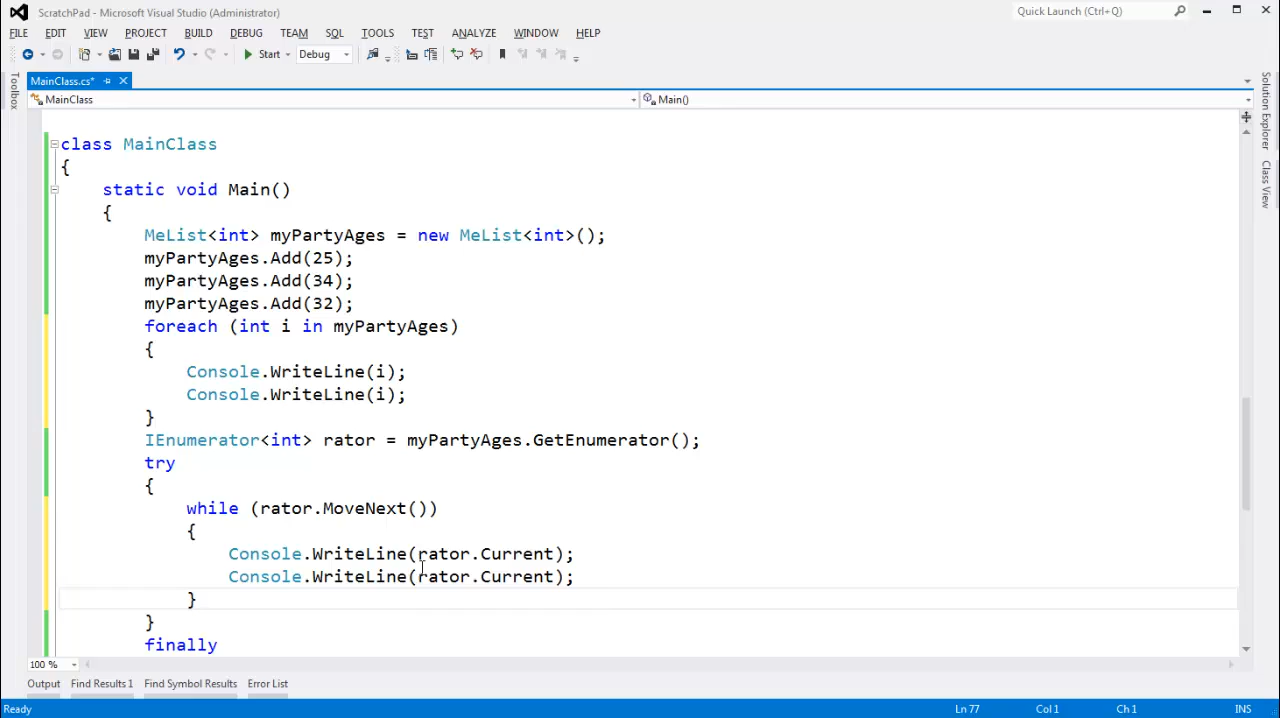 ScratchPad - Microsoft Visual Studio (Administrator)
Quick Launch (Ctrl+Q)
FILE EDIT VIEW PROJECT BUILD DEBUG TEAM SQL TOOLS TEST ANALYZE WINDOW HELP
Start Debug
MainClass.cs*
MainClass
Main()
Toolbox
Solution Explorer
Class View
class MainClass
{
static void Main()
{
MeList<int> myPartyAges = new MeList<int>();
myPartyAges.Add(25);
myPartyAges.Add(34);
myPartyAges.Add(32);
foreach (int i in myPartyAges)
{
Console.WriteLine(i);
Console.WriteLine(i);
}
IEnumerator<int> rator = myPartyAges.GetEnumerator();
try
{
while (rator.MoveNext())
{
Console.WriteLine(rator.Current);
Console.WriteLine(rator.Current);
}
}
finally
100 %
Output Find Results 1 Find Symbol Results Error List
Ready Ln 77 Col 1 Ch 1 INS